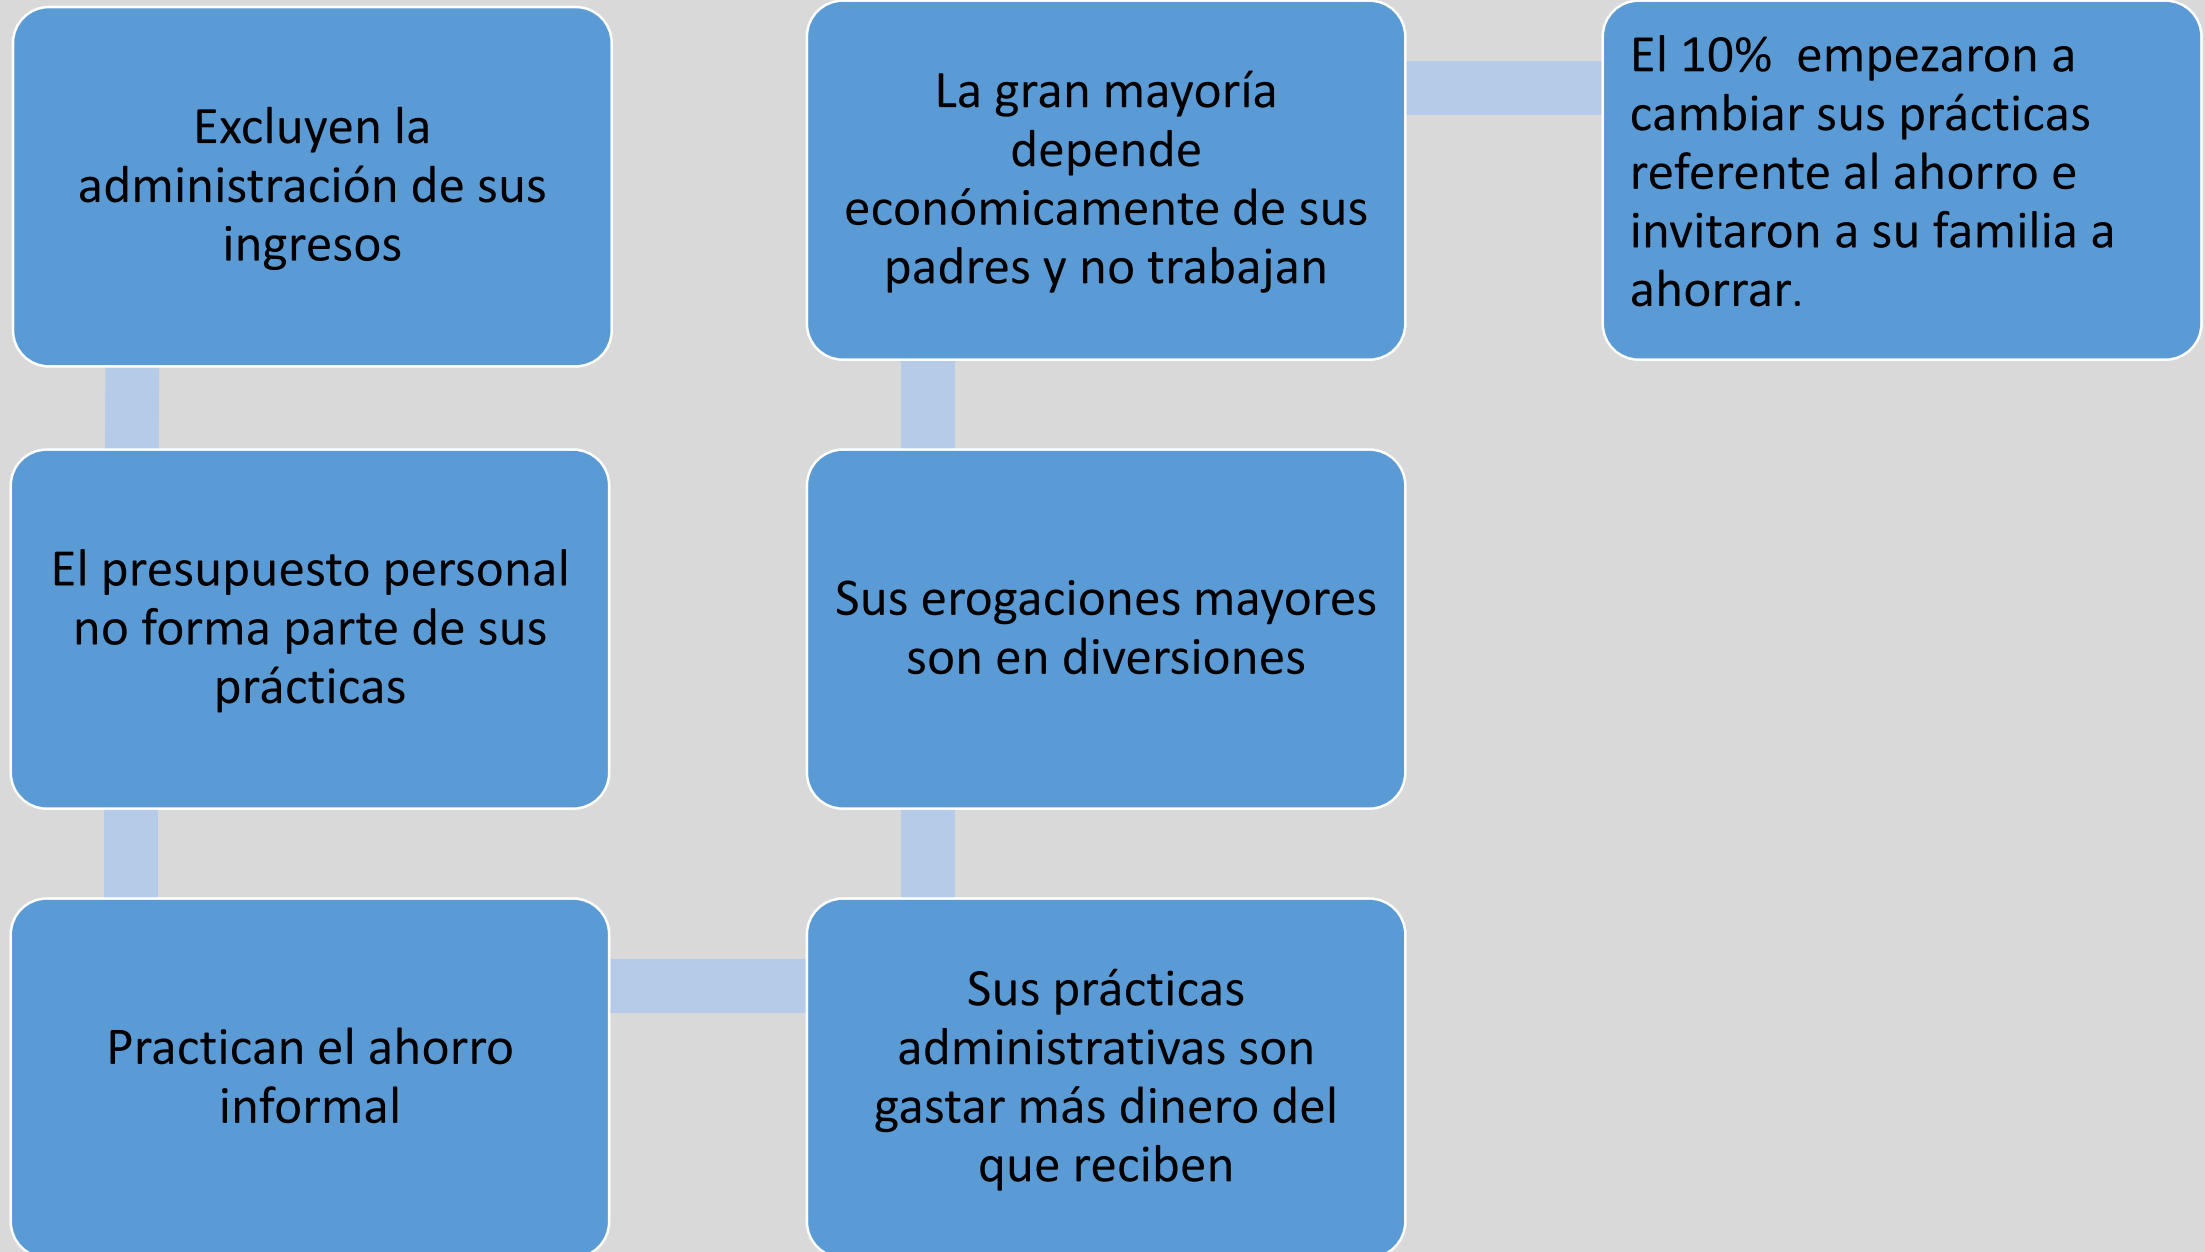 Excluyen la
administración de sus
ingresos
El presupuesto personal
no forma parte de sus
prácticas
Practican el ahorro
informal
Sus prácticas
administrativas son
gastar más dinero del
que reciben
Sus erogaciones mayores
son en diversiones
La gran mayoría
depende
económicamente de sus
padres y no trabajan
El 10%  empezaron a
cambiar sus prácticas
referente al ahorro e
invitaron a su familia a
ahorrar.